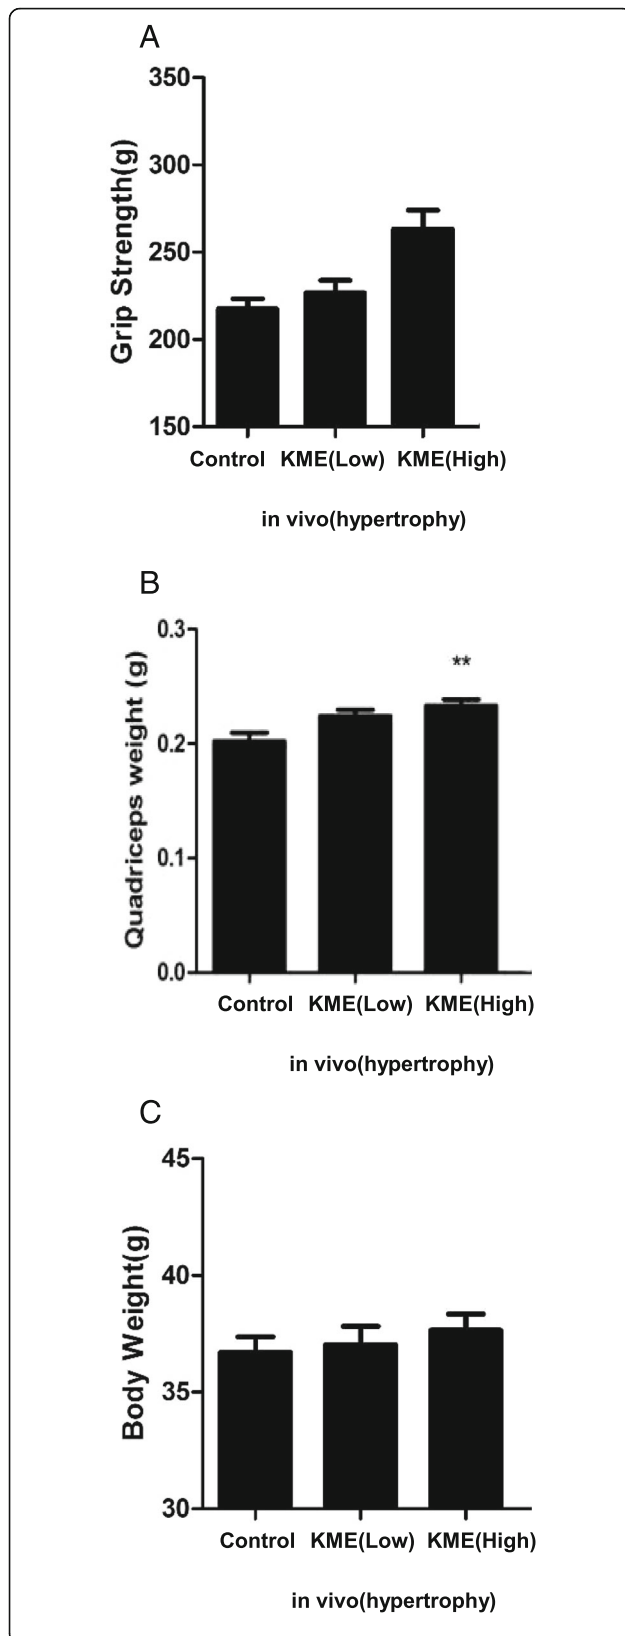 A
350
300
250
200
150
Grip Strength(g)
Control KME(Low) KME(High)
in vivo(hypertrophy)
B
0.3
0.2
0.1
0.0
Quadriceps weight (g)
**
Control KME(Low) KME(High)
in vivo(hypertrophy)
C
45
40
35
30
Body Weight(g)
Control KME(Low) KME(High)
in vivo(hypertrophy)